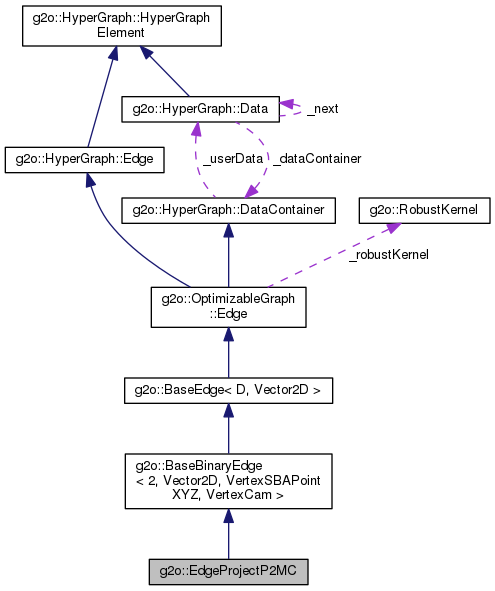 g2o::HyperGraph::HyperGraph
Element
g2o::HyperGraph::Data
_next
g2o::HyperGraph::Edge
_userData
_dataContainer
g2o::HyperGraph::DataContainer
g2o::RobustKernel
_robustKernel
g2o::OptimizableGraph
::Edge
g2o::BaseEdge< D, Vector2D >
g2o::BaseBinaryEdge
< 2, Vector2D, VertexSBAPoint
XYZ, VertexCam >
g2o::EdgeProjectP2MC